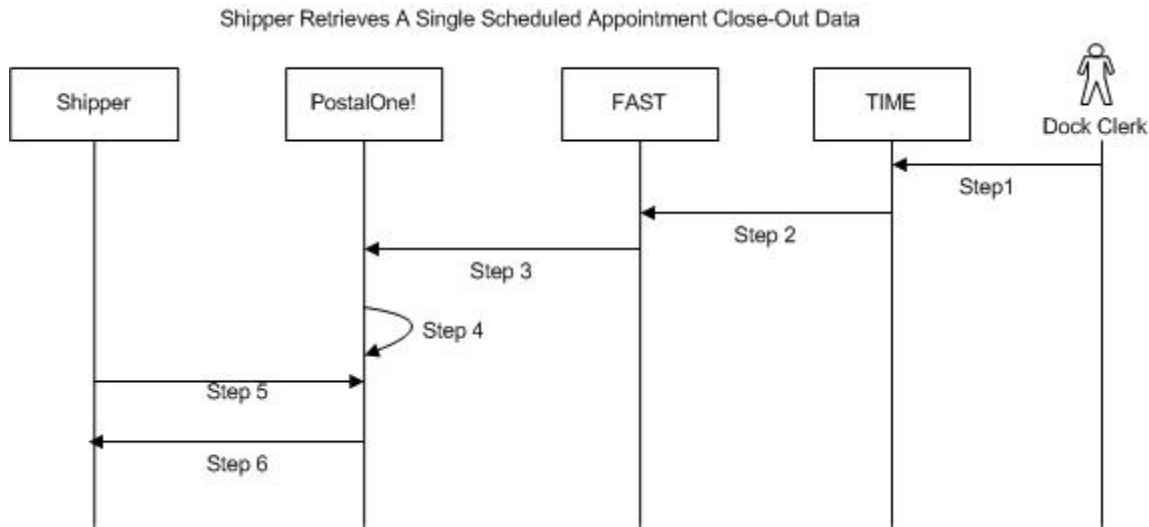 Shipper Retrieves A Single Scheduled Appointment Close-Out Data
Shipper
PostalOne!
FAST
TIME
Dock Clerk
Step1
Step 2
Step 3
Step 4
Step 5
Step 6